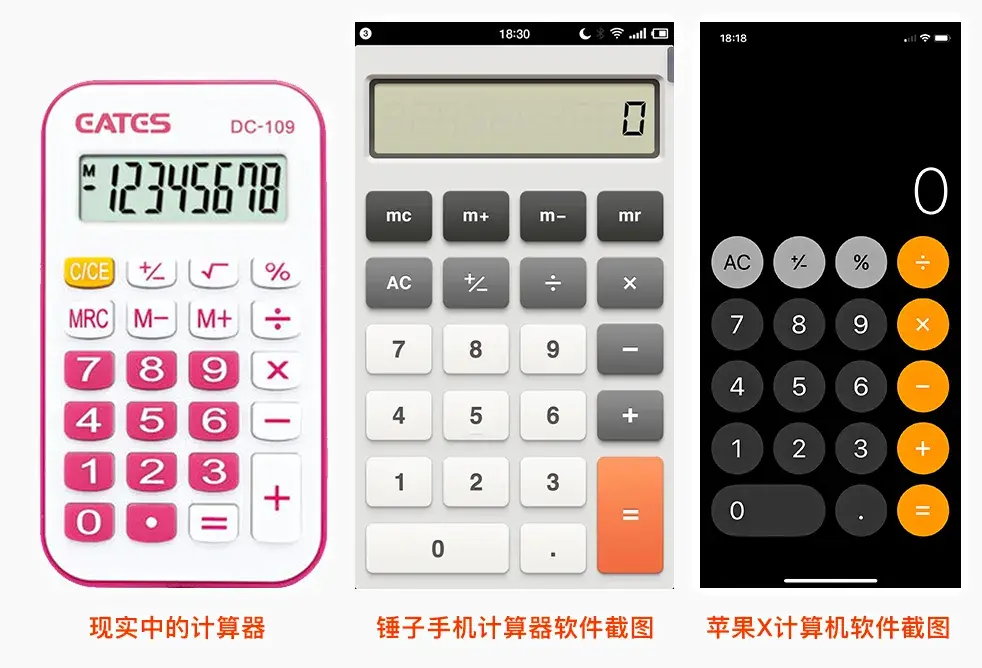 EATES
DC-109
M
-12345678
C/CE +/− √ %
MRC M− M+ ÷
7 8 9 ×
4 5 6 −
1 2 3 +
0 • =
现实中的计算器
3 18:30
0
mc m+ m− mr
AC +/− ÷ ×
7 8 9 −
4 5 6 +
1 2 3 =
0 .
锤子手机计算器软件截图
18:18
0
AC +/− % ÷
7 8 9 ×
4 5 6 −
1 2 3 +
0 . =
苹果X计算机软件截图